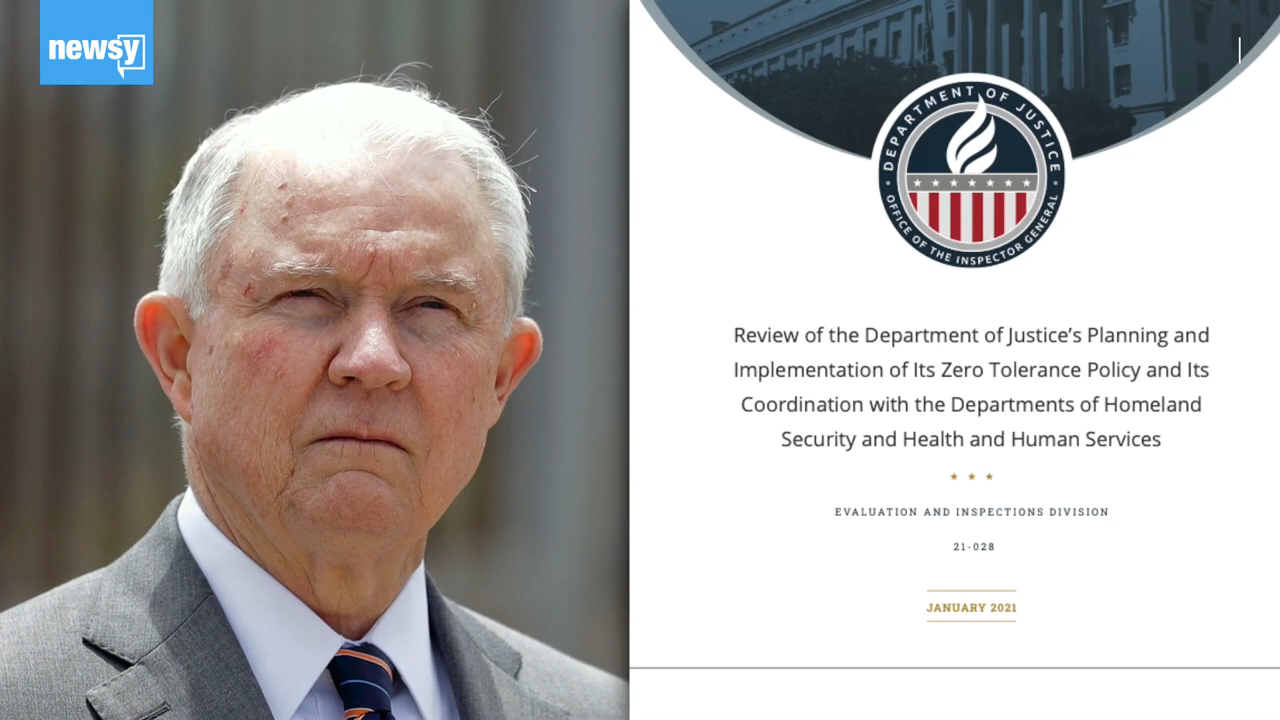 newsy
DEPARTMENT OF JUSTICE
OFFICE OF THE INSPECTOR GENERAL
Review of the Department of Justice’s Planning and
Implementation of Its Zero Tolerance Policy and Its
Coordination with the Departments of Homeland
Security and Health and Human Services
EVALUATION AND INSPECTIONS DIVISION
21-028
JANUARY 2021